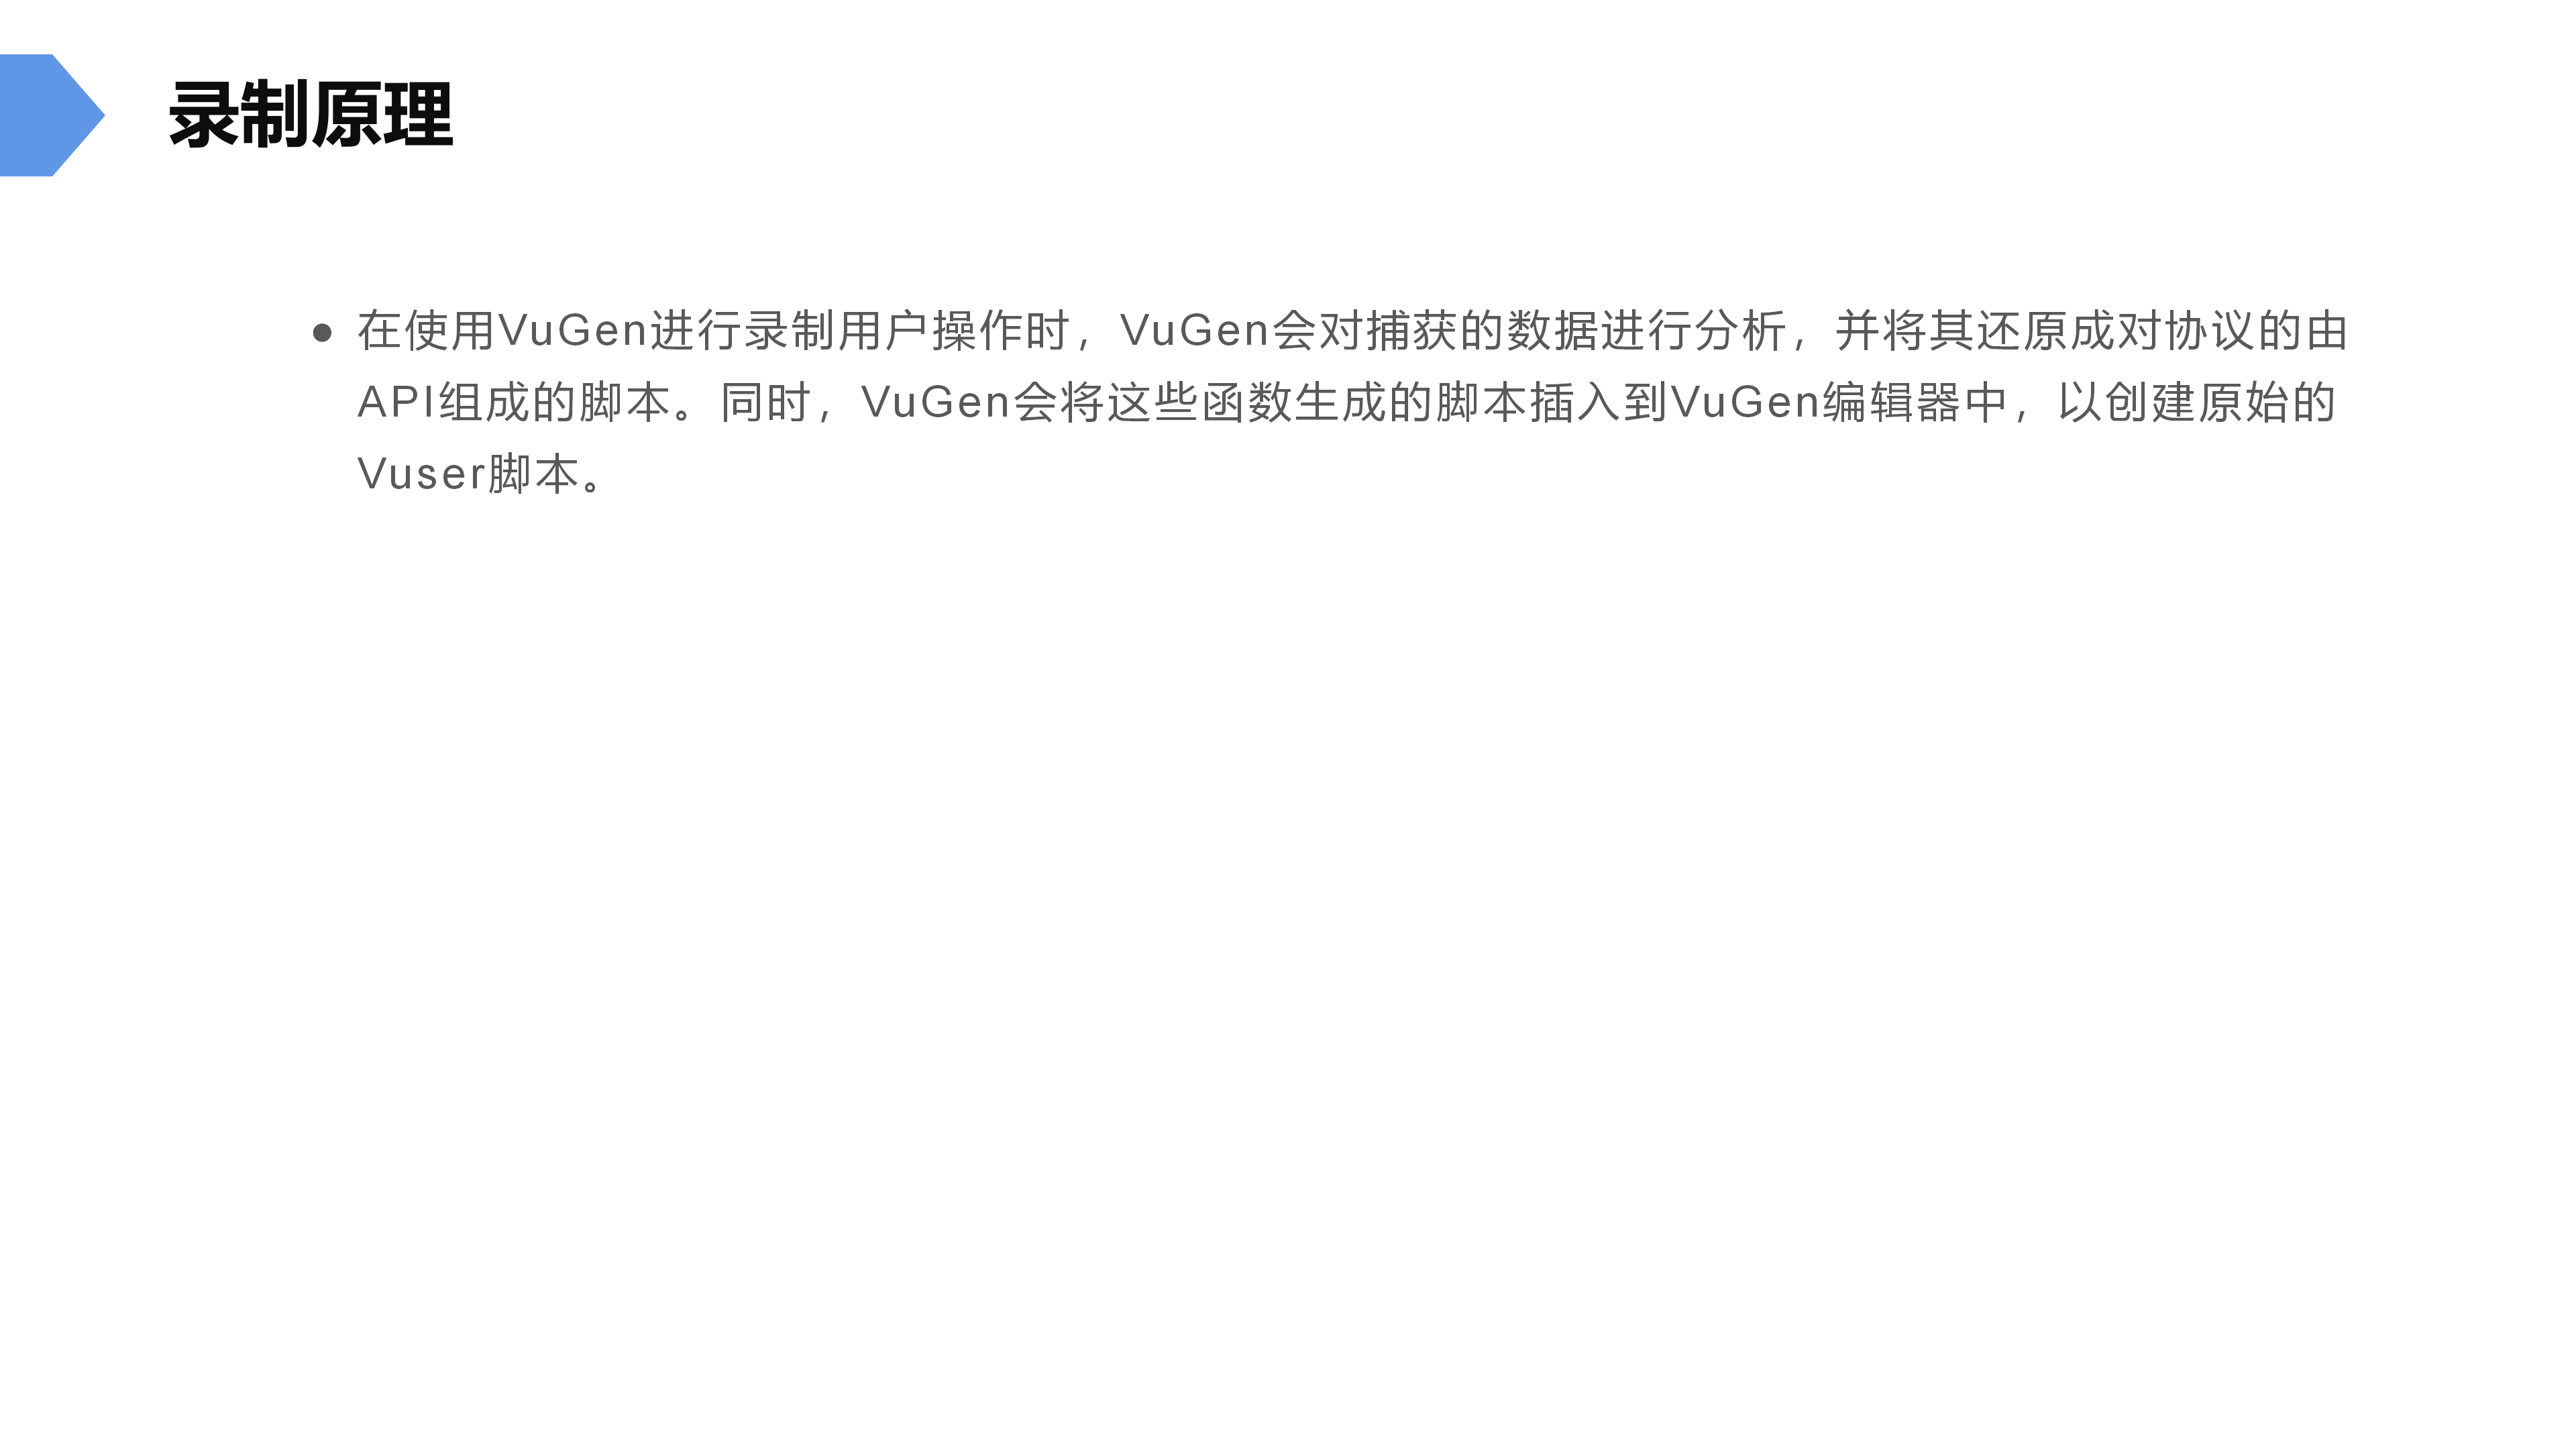 录制原理
• 在使用VuGen进行录制用户操作时，VuGen会对捕获的数据进行分析，并将其还原成对协议的由
API组成的脚本。同时，VuGen会将这些函数生成的脚本插入到VuGen编辑器中，以创建原始的
Vuser脚本。